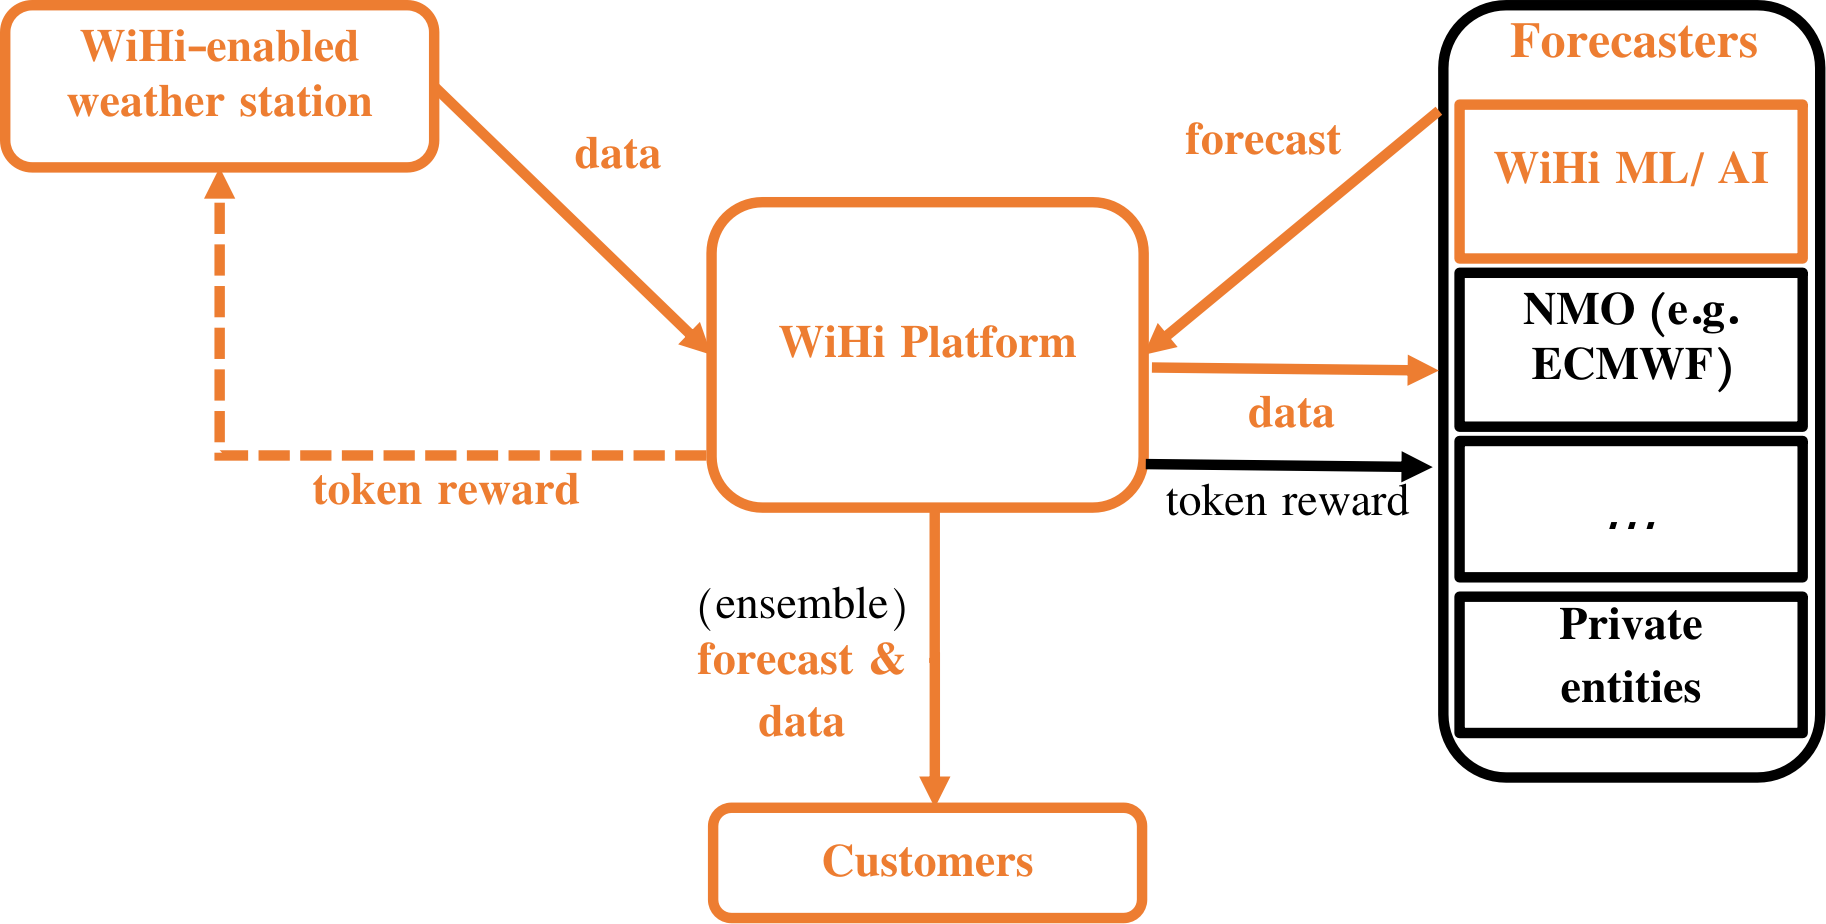 WiHi-enabled
weather station
data
token reward
WiHi Platform
(ensemble)
forecast &
data
Customers
forecast
data
token reward
Forecasters
WiHi ML/ AI
NMO (e.g.
ECMWF)
...
Private
entities